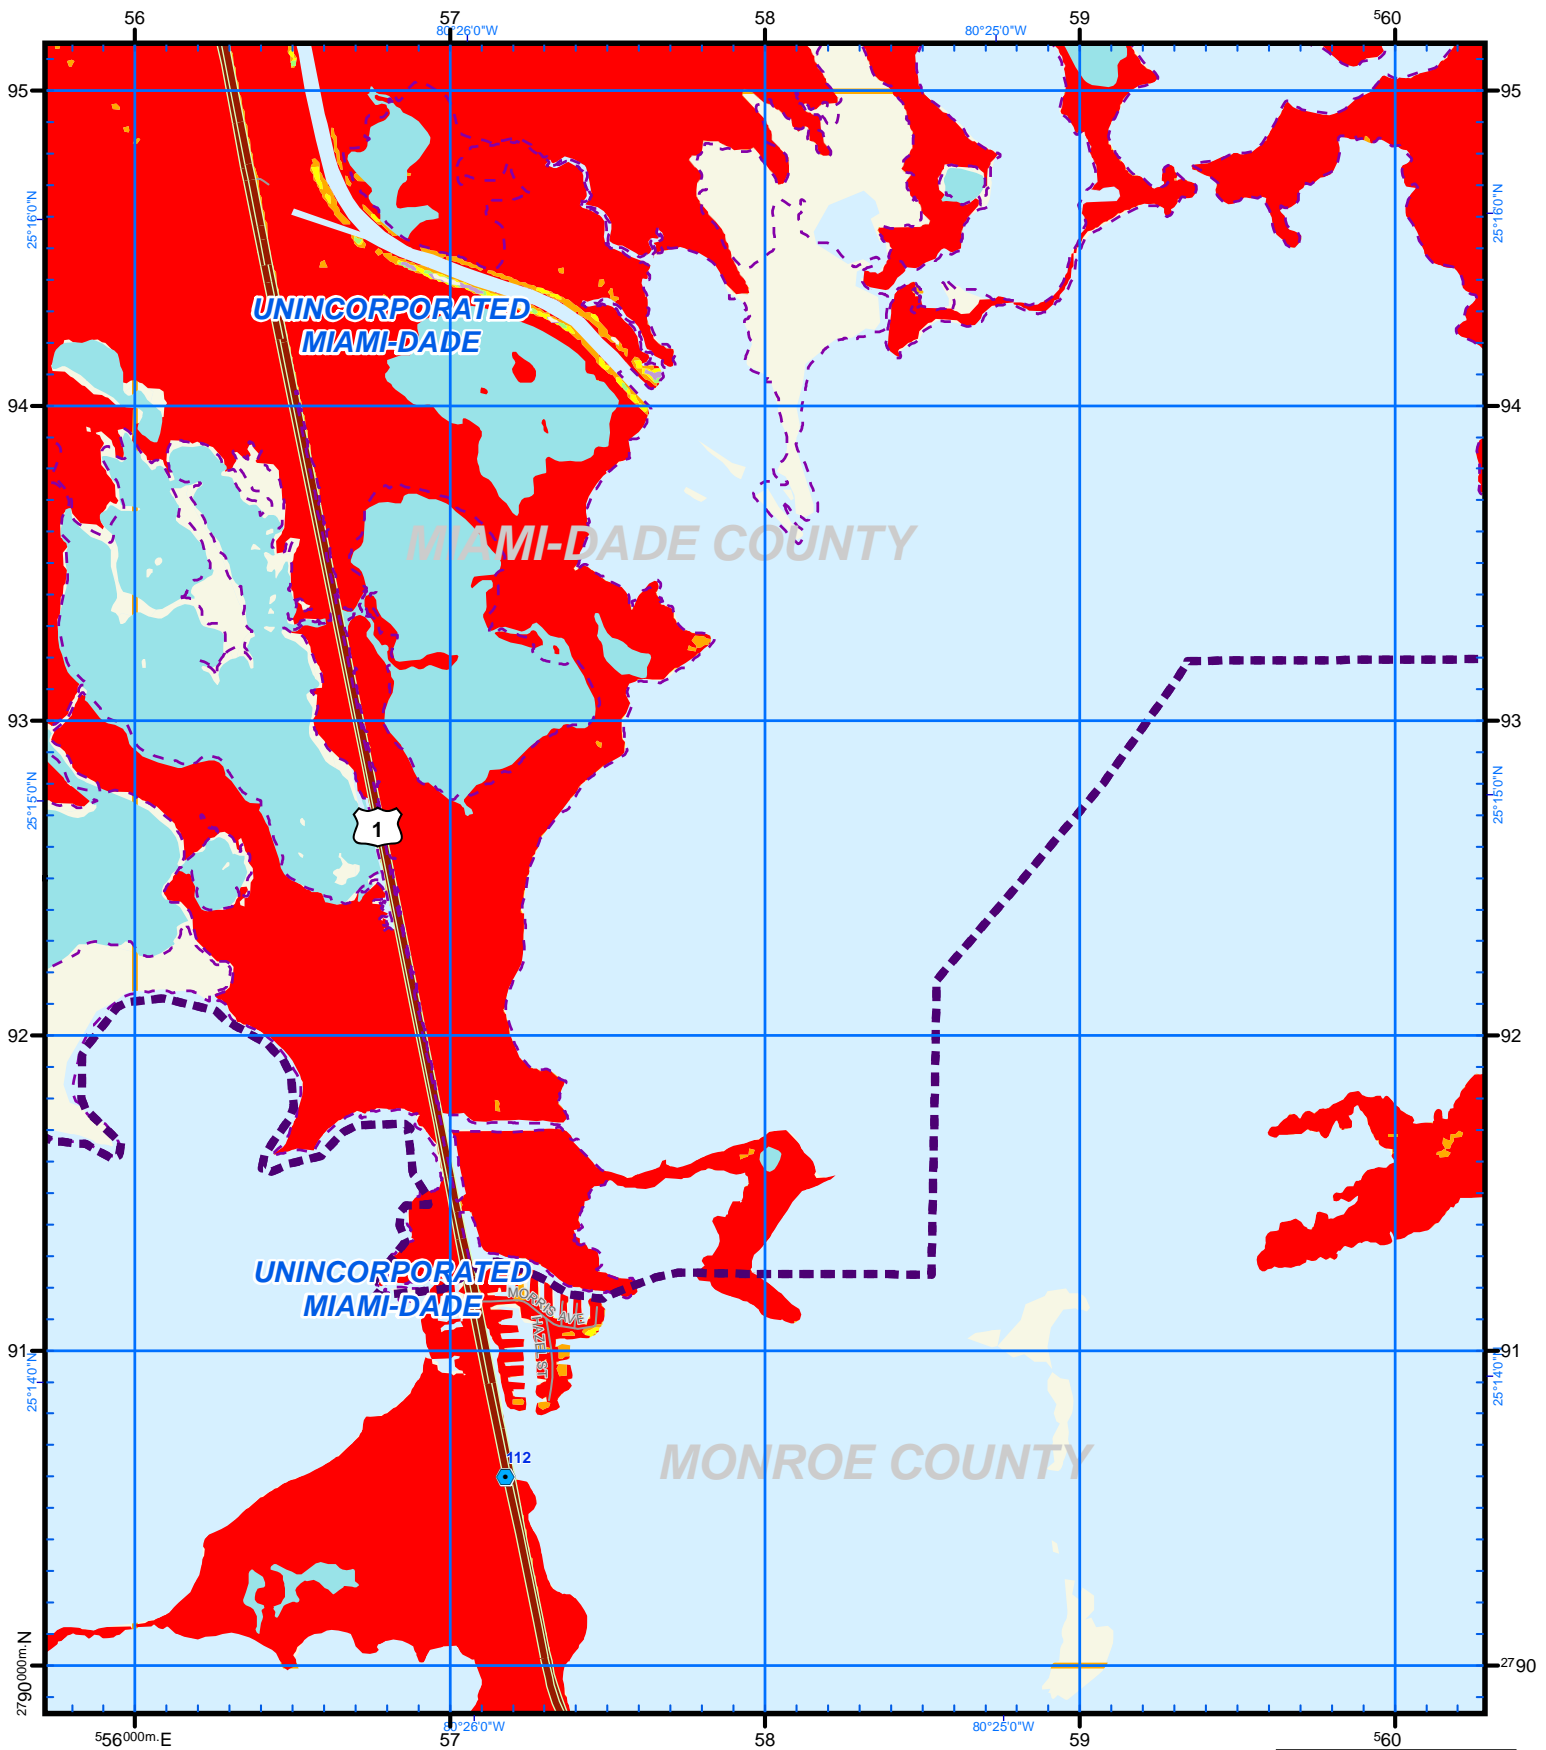 56 57 58 59 560
80°26'0"W 80°25'0"W
95 95
25°16'0"N 25°16'0"N
UNINCORPORATED
MIAMI-DADE
94 94
MIAMI-DADE COUNTY
93 93
25°15'0"N 25°15'0"N
1
92 92
UNINCORPORATED
MIAMI-DADE
MORRIS AVE
HAZEL ST
91 91
25°14'0"N 25°14'0"N
MONROE COUNTY
112
2790000m.N 2790
80°26'0"W 80°25'0"W
556000m.E 57 58 59 560